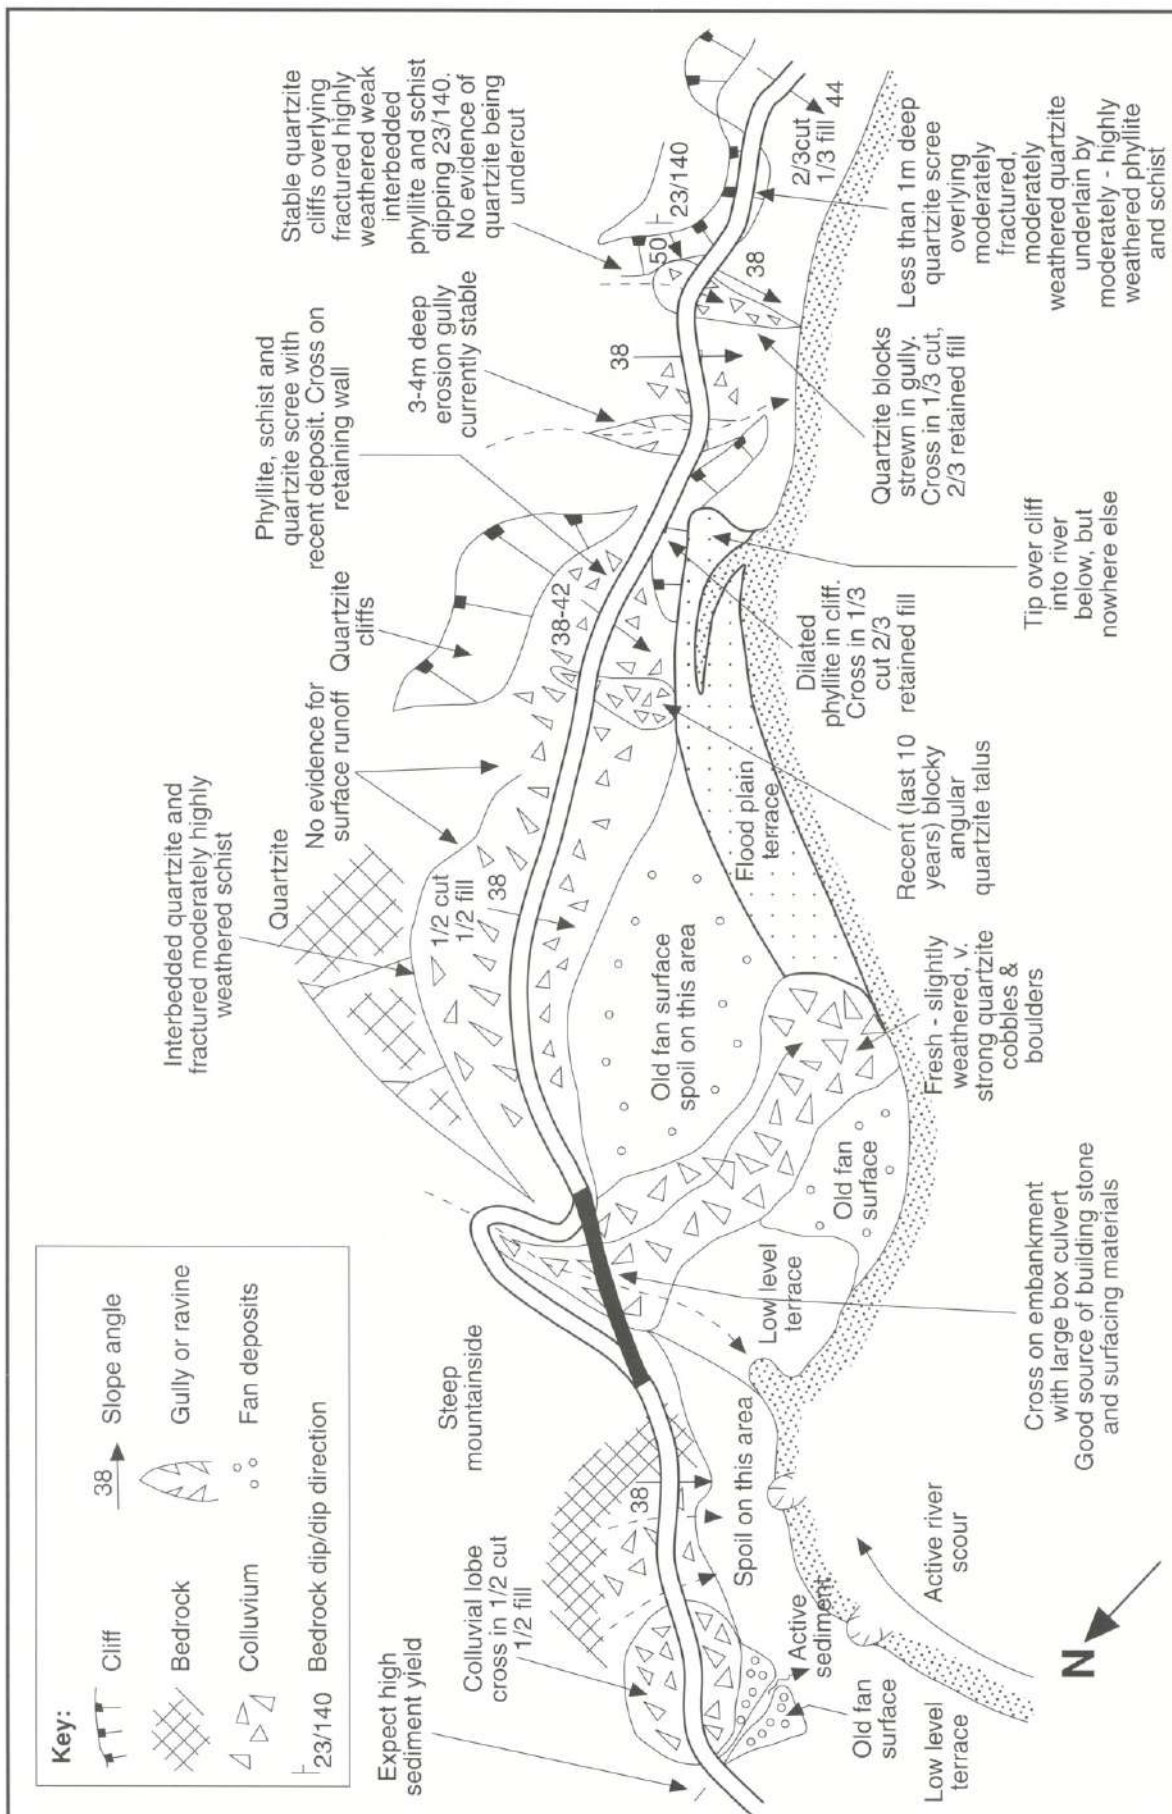 Key:
Cliff
38
Slope angle
Bedrock
Gully or ravine
Colluvium
Fan deposits
23/140 Bedrock dip/dip direction
Interbedded quartzite and
fractured moderately highly
weathered schist
Quartzite
No evidence for
surface runoff
Quartzite
cliffs
Phyllite, schist and
quartzite scree with
recent deposit. Cross on
retaining wall
3-4m deep
erosion gully
currently stable
Stable quartzite
cliffs overlying
fractured highly
weathered weak
interbedded
phyllite and schist
dipping 23/140.
No evidence of
quartzite being
undercut
Expect high
sediment yield
Colluvial lobe
cross in 1/2 cut
1/2 fill
Steep
mountainside
38
1/2 cut
1/2 fill
38
38-42
38
50
23/140
38
2/3cut
1/3 fill
44
Old fan surface
spoil on this area
Flood plain
terrace
Spoil on this area
Low level
terrace
Old fan
surface
Active
sediment
Old fan
surface
Low level
terrace
Active river
scour
N
Cross on embankment
with large box culvert
Good source of building stone
and surfacing materials
Fresh - slightly
weathered, v.
strong quartzite
cobbles &
boulders
Recent (last 10
years) blocky
angular
quartzite talus
Dilated
phyllite in cliff.
Cross in 1/3
cut 2/3
retained fill
Tip over cliff
into river
below, but
nowhere else
Quartzite blocks
strewn in gully.
Cross in 1/3 cut,
2/3 retained fill
Less than 1m deep
quartzite scree
overlying
moderately
fractured,
moderately
weathered quartzite
underlain by
moderately - highly
weathered phyllite
and schist